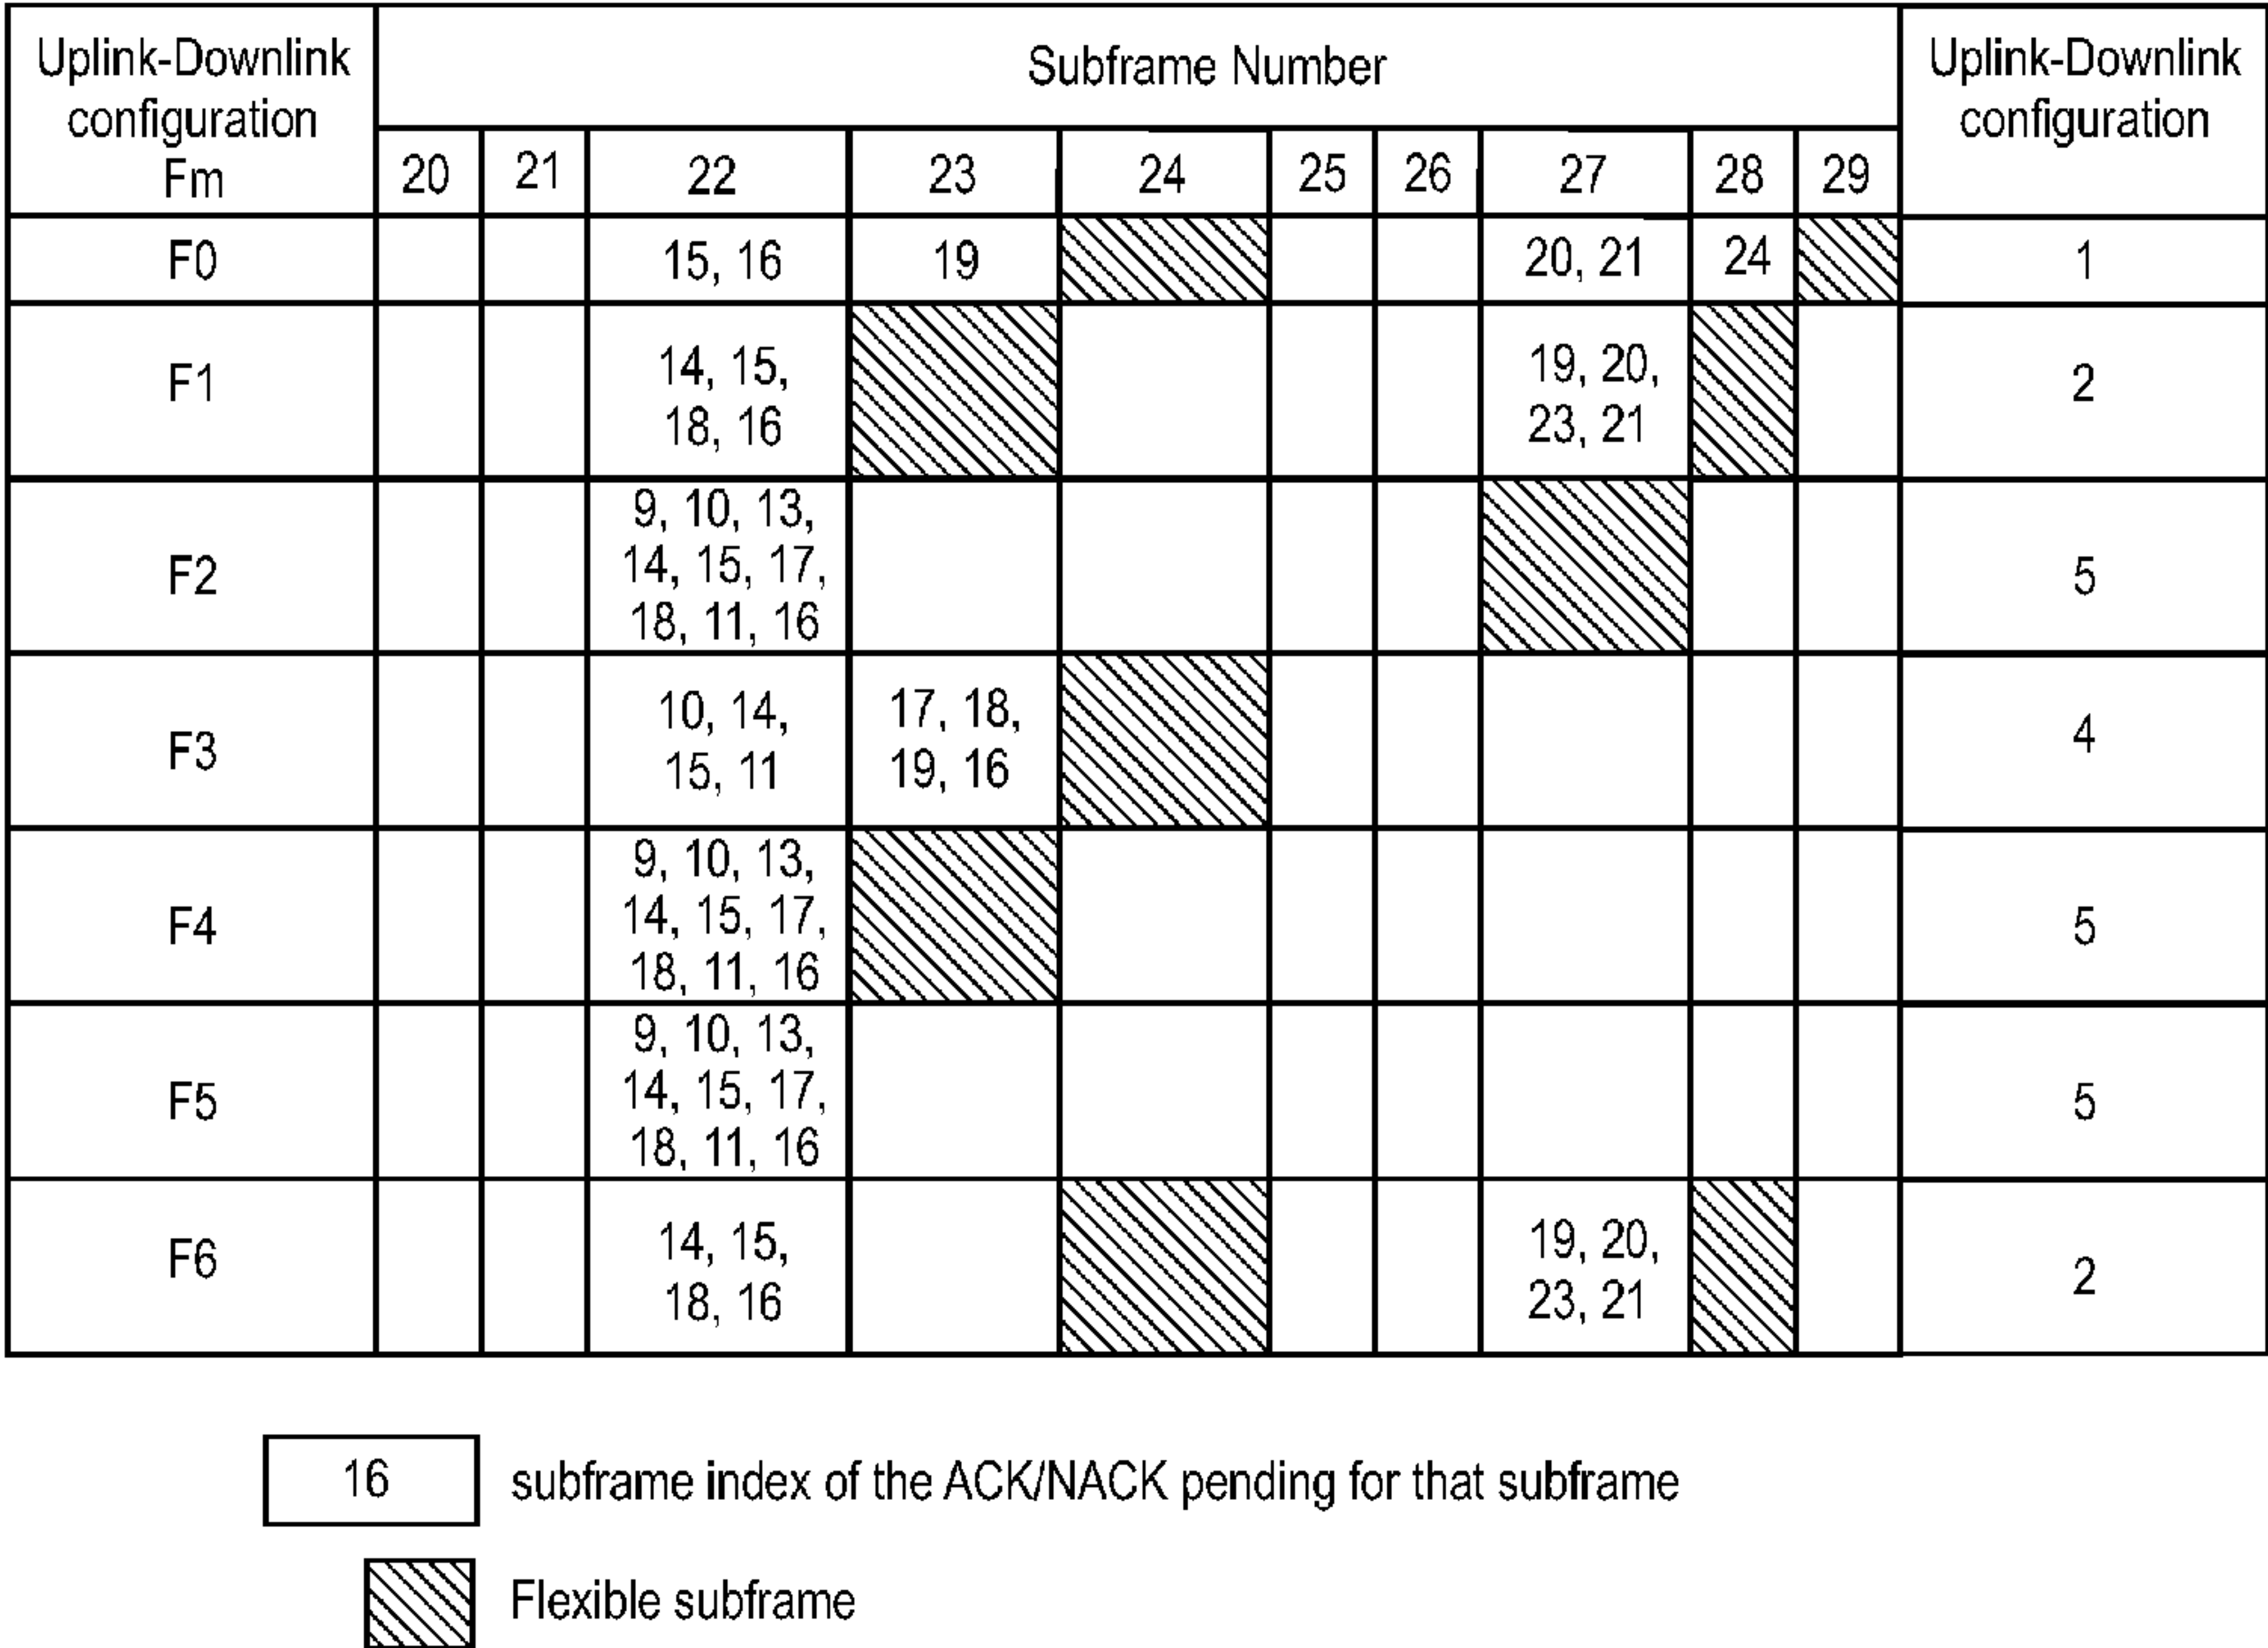 Uplink-Downlink
configuration
Fm
Subframe Number
Uplink-Downlink
configuration
20 21 22 23 24 25 26 27 28 29
F0 15, 16 19 20, 21 24 1
F1
14, 15,
18, 16
19, 20,
23, 21
2
F2
9, 10, 13,
14, 15, 17,
18, 11, 16
5
F3
10, 14,
15, 11
17, 18,
19, 16
4
F4
9, 10, 13,
14, 15, 17,
18, 11, 16
5
F5
9, 10, 13,
14, 15, 17,
18, 11, 16
5
F6
14, 15,
18, 16
19, 20,
23, 21
2
16 subframe index of the ACK/NACK pending for that subframe
Flexible subframe